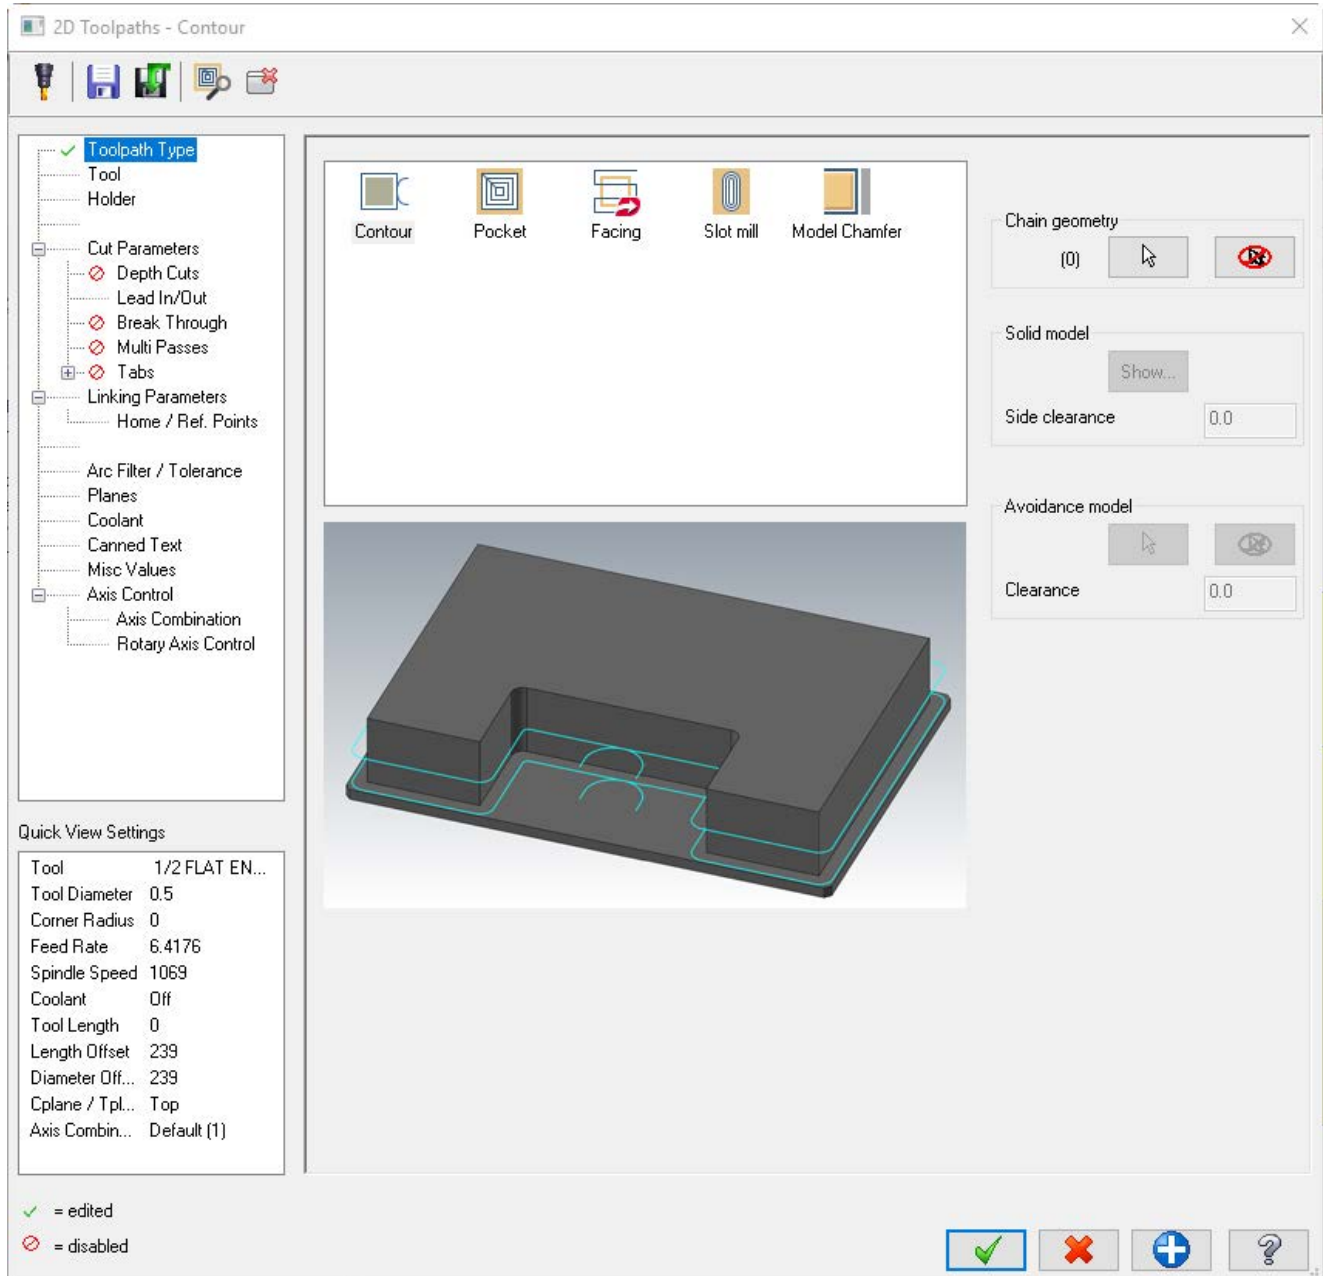 2D Toolpaths - Contour
Toolpath Type
Tool
Holder
Cut Parameters
Depth Cuts
Lead In/Out
Break Through
Multi Passes
Tabs
Linking Parameters
Home / Ref. Points
Arc Filter / Tolerance
Planes
Coolant
Canned Text
Misc Values
Axis Control
Axis Combination
Rotary Axis Control
Contour Pocket Facing Slot mill Model Chamfer
Chain geometry
(0)
Solid model
Show...
Side clearance 0.0
Avoidance model
Clearance 0.0
Quick View Settings
Tool 1/2 FLAT EN...
Tool Diameter 0.5
Corner Radius 0
Feed Rate 6.4176
Spindle Speed 1069
Coolant Off
Tool Length 0
Length Offset 239
Diameter Off... 239
Cplane / Tpl... Top
Axis Combin... Default (1)
= edited
= disabled